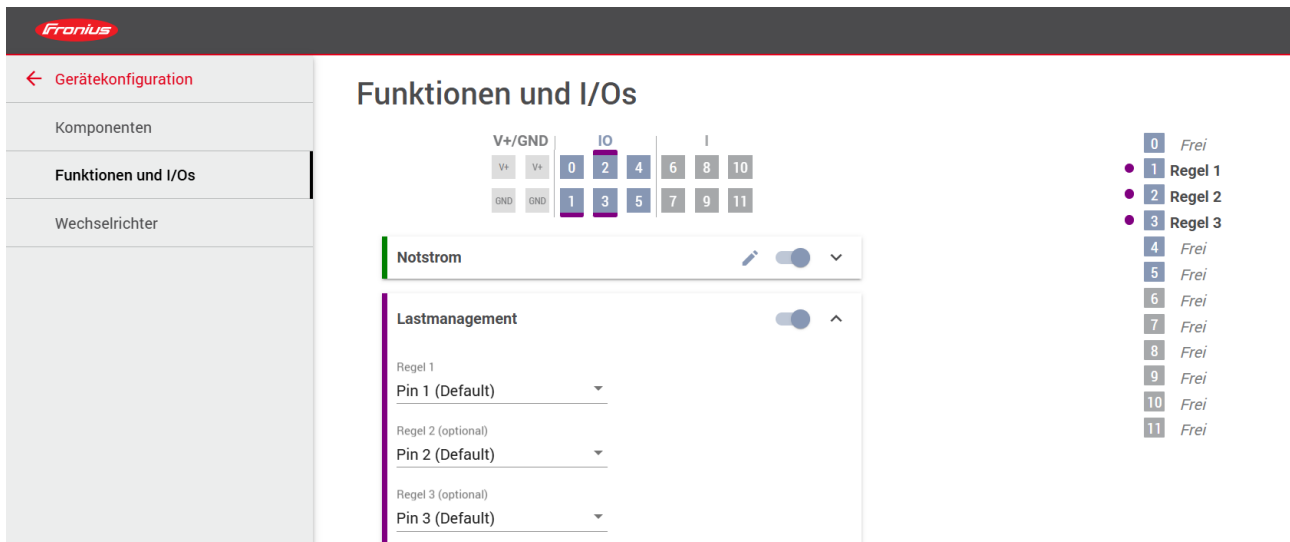 Fronius
Gerätekonfiguration
Komponenten
Funktionen und I/Os
Wechselrichter
Funktionen und I/Os
V+/GND IO I
V+ V+ 0 2 4 6 8 10
GND GND 1 3 5 7 9 11
Notstrom
Lastmanagement
Regel 1
Pin 1 (Default)
Regel 2 (optional)
Pin 2 (Default)
Regel 3 (optional)
Pin 3 (Default)
0 Frei
1 Regel 1
2 Regel 2
3 Regel 3
4 Frei
5 Frei
6 Frei
7 Frei
8 Frei
9 Frei
10 Frei
11 Frei